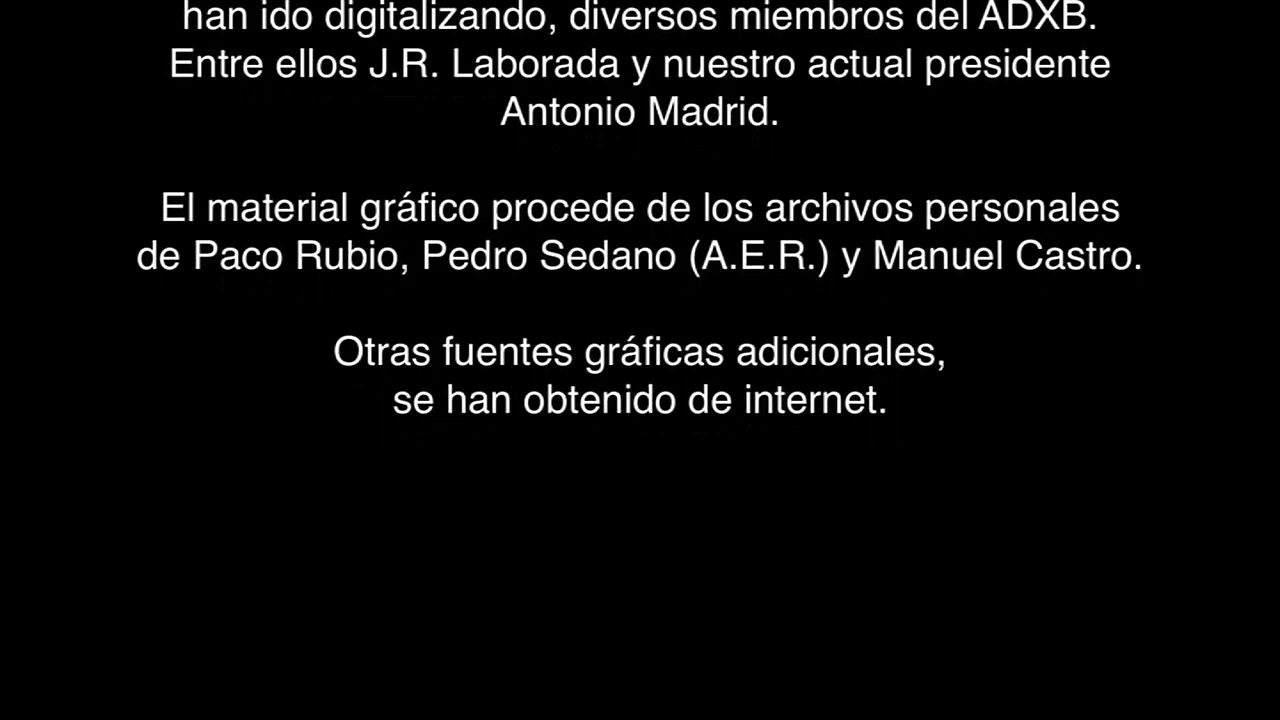 han ido digitalizando, diversos miembros del ADXB.
Entre ellos J.R. Laborada y nuestro actual presidente
Antonio Madrid.
El material gráfico procede de los archivos personales
de Paco Rubio, Pedro Sedano (A.E.R.) y Manuel Castro.
Otras fuentes gráficas adicionales,
se han obtenido de internet.